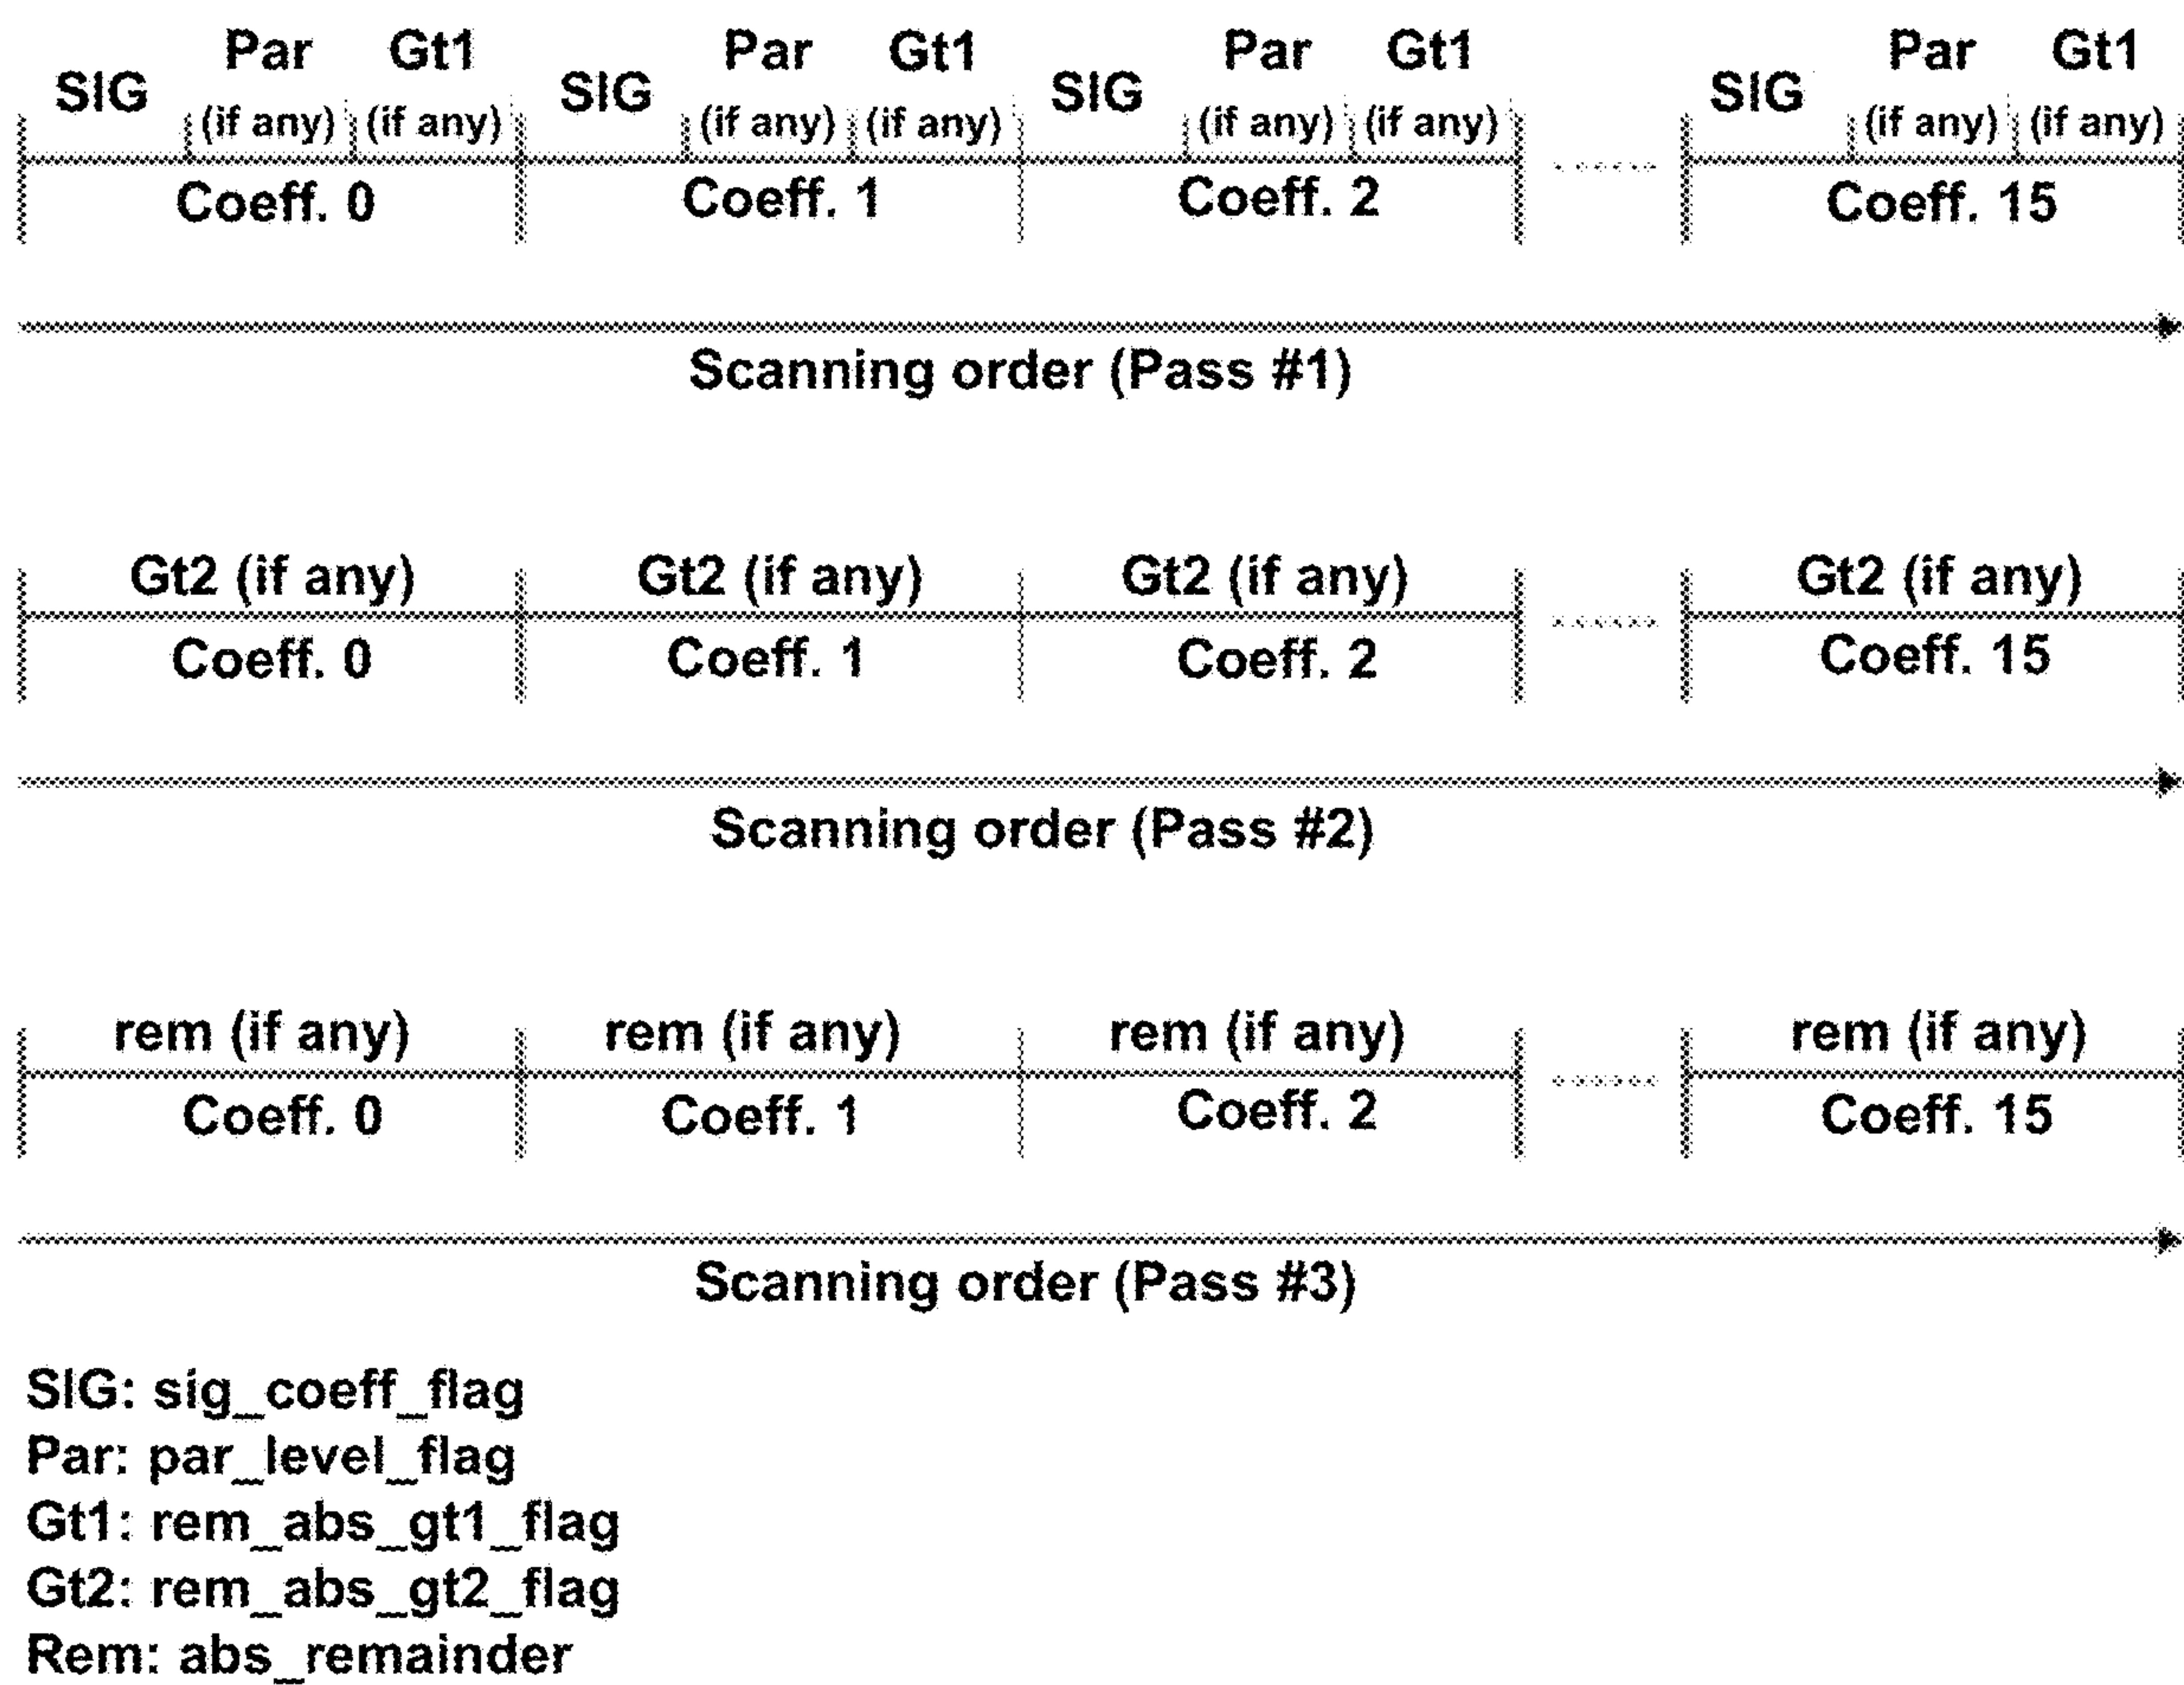 Par Gt1 Par Gt1 Par Gt1 Par Gt1
SIG SIG SIG SIG
(if any) (if any) (if any) (if any) (if any) (if any) (if any) (if any)
Coeff. 0 Coeff. 1 Coeff. 2 Coeff. 15
Scanning order (Pass #1)
Gt2 (if any) Gt2 (if any) Gt2 (if any) Gt2 (if any)
Coeff. 0 Coeff. 1 Coeff. 2 Coeff. 15
Scanning order (Pass #2)
rem (if any) rem (if any) rem (if any) rem (if any)
Coeff. 0 Coeff. 1 Coeff. 2 Coeff. 15
Scanning order (Pass #3)
SIG: sig_coeff_flag
Par: par_level_flag
Gt1: rem_abs_gt1_flag
Gt2: rem_abs_gt2_flag
Rem: abs_remainder